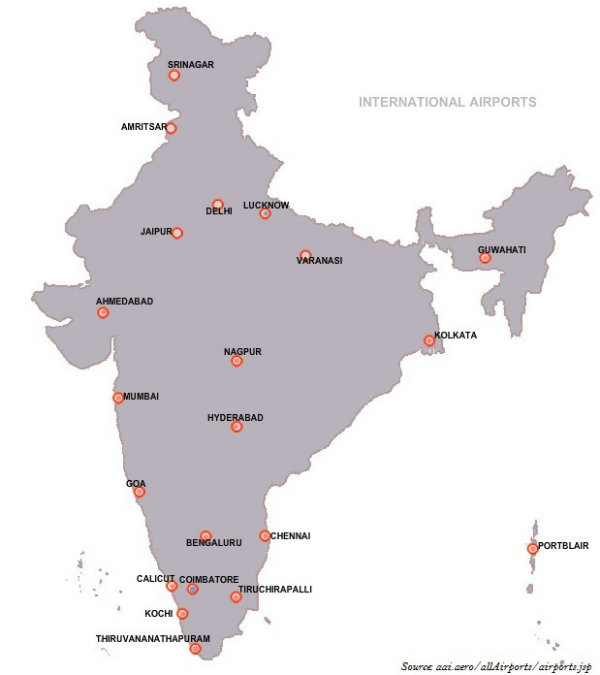 SRINAGAR
INTERNATIONAL AIRPORTS
AMRITSAR
DELHI
LUCKNOW
JAIPUR
GUWAHATI
VARANASI
AHMEDABAD
KOLKATA
NAGPUR
MUMBAI
HYDERABAD
GOA
BENGALURU
CHENNAI
PORTBLAIR
CALICUT
COIMBATORE
TIRUCHIRAPALLI
KOCHI
THIRUVANANATHAPURAM
Source: aai.aero/allAirports/airports.jsp